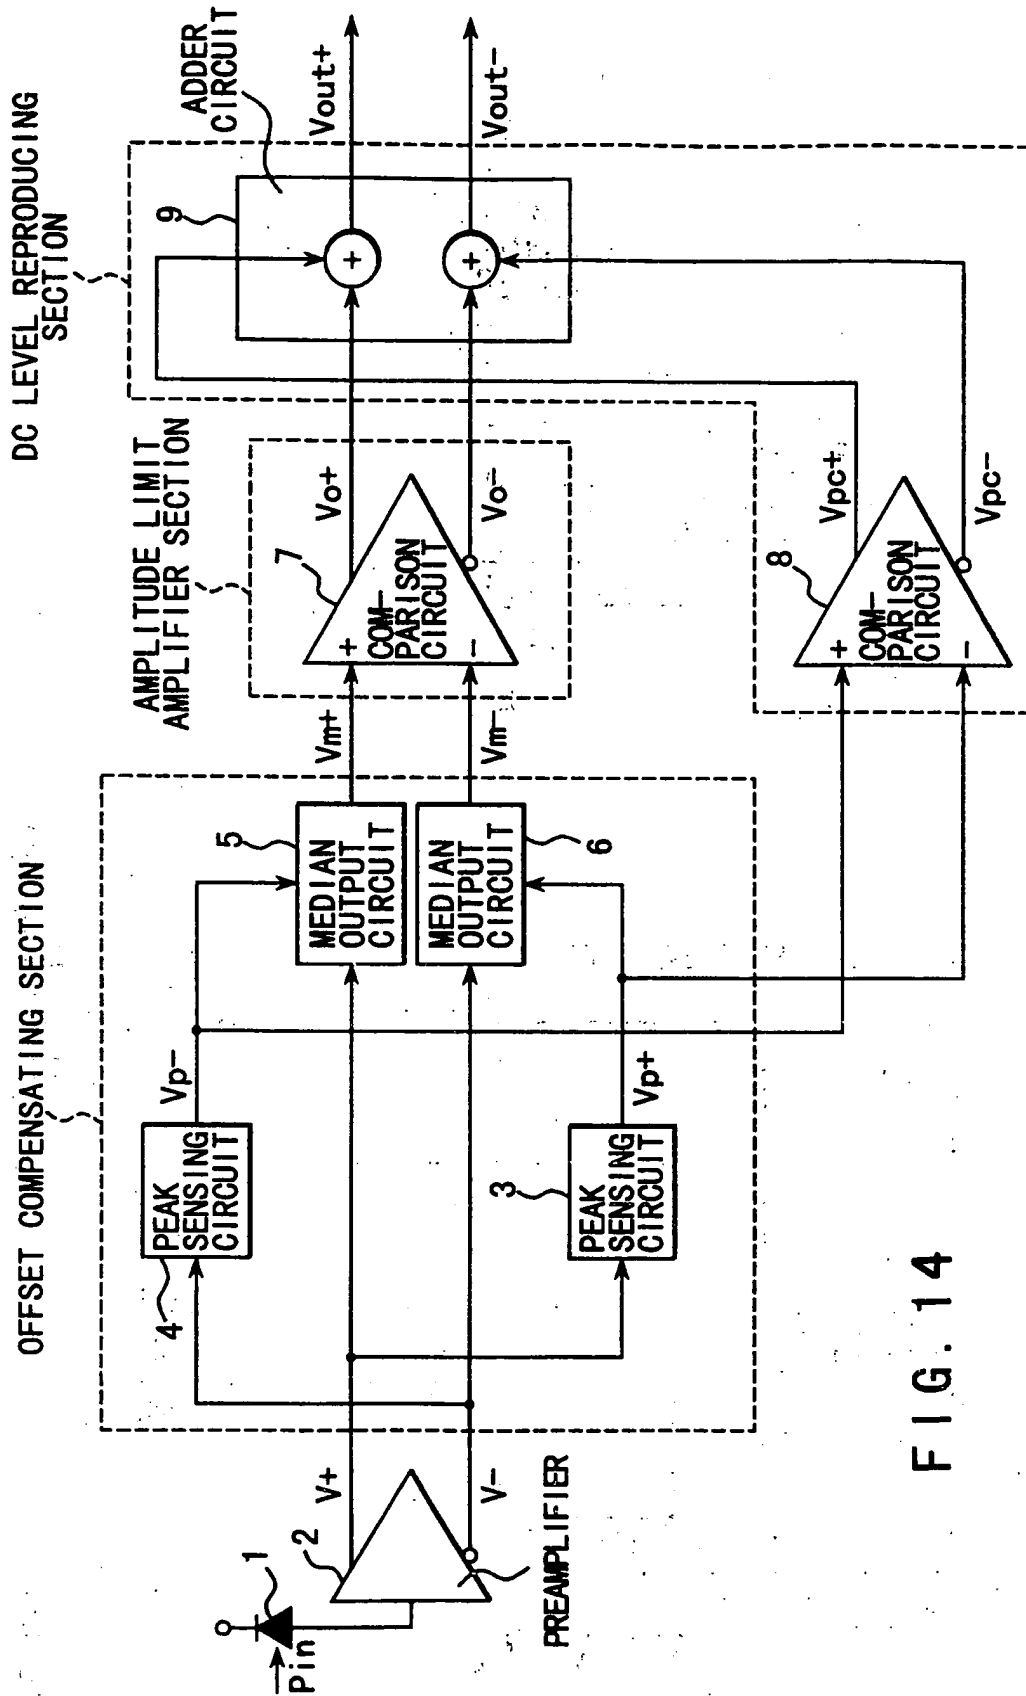 OFFSET COMPENSATING SECTION
DC LEVEL REPRODUCING
SECTION
AMPLITUDE LIMIT
AMPLIFIER SECTION
ADDER
CIRCUIT
Pin
1
2
PREAMPLIFIER
V+
V−
4
PEAK
SENSING
CIRCUIT
Vp−
3
PEAK
SENSING
CIRCUIT
Vp+
5
MEDIAN
OUTPUT
CIRCUIT
MEDIAN
OUTPUT
CIRCUIT
6
Vm+
Vm−
7
+
COM-
PARISON
CIRCUIT
−
Vo+
Vo−
8
+
COM-
PARISON
CIRCUIT
−
Vpc+
Vpc−
9
+
+
Vout+
Vout−
FIG. 14